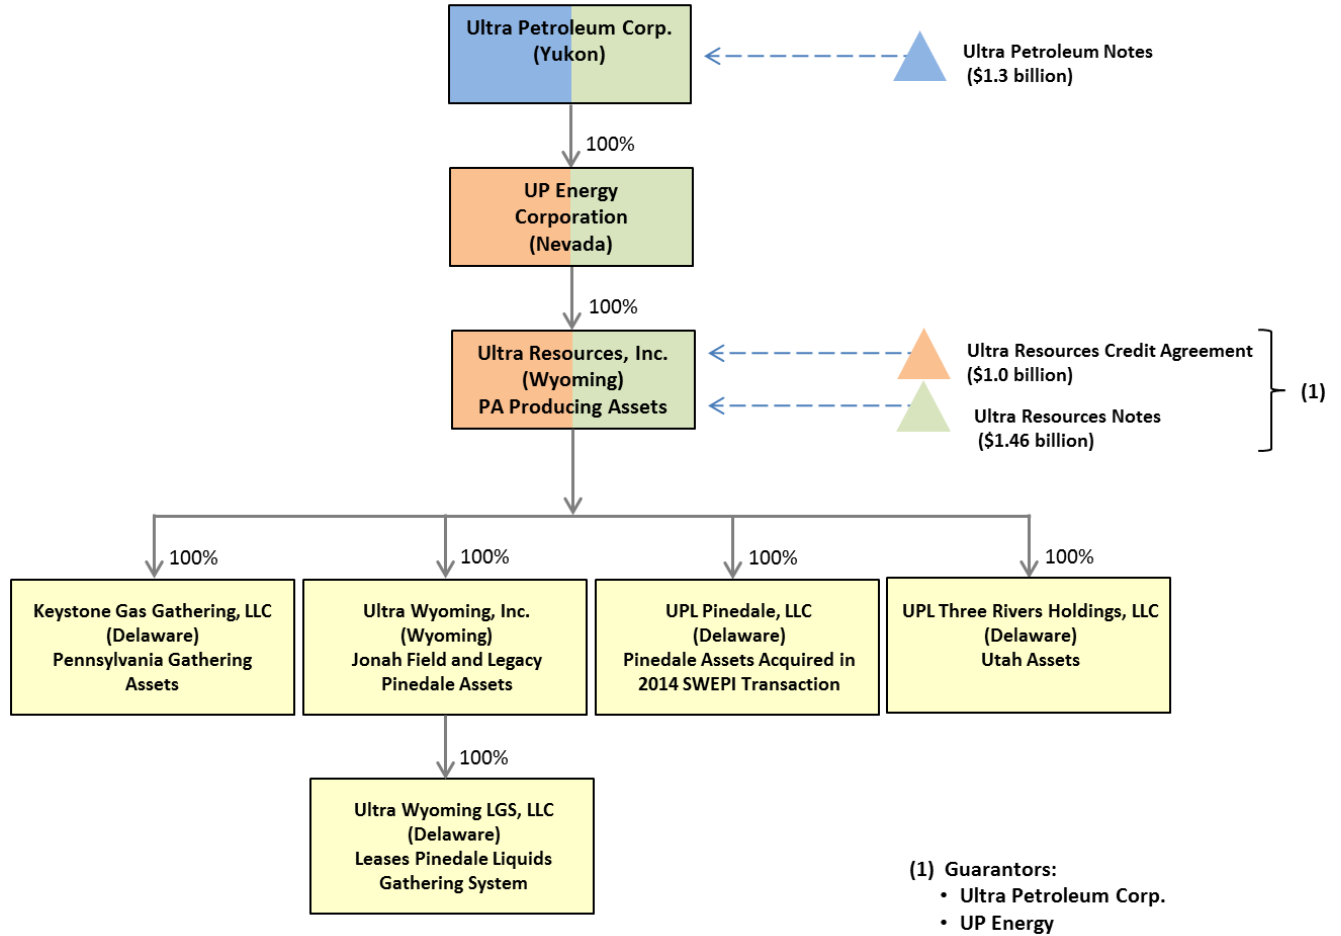 Ultra Petroleum Corp.
(Yukon)
Ultra Petroleum Notes
($1.3 billion)
100%
UP Energy
Corporation
(Nevada)
100%
Ultra Resources, Inc.
(Wyoming)
PA Producing Assets
Ultra Resources Credit Agreement
($1.0 billion)
Ultra Resources Notes
($1.46 billion)
(1)
100%
100%
100%
100%
Keystone Gas Gathering, LLC
(Delaware)
Pennsylvania Gathering
Assets
Ultra Wyoming, Inc.
(Wyoming)
Jonah Field and Legacy
Pinedale Assets
UPL Pinedale, LLC
(Delaware)
Pinedale Assets Acquired in
2014 SWEPI Transaction
UPL Three Rivers Holdings, LLC
(Delaware)
Utah Assets
100%
Ultra Wyoming LGS, LLC
(Delaware)
Leases Pinedale Liquids
Gathering System
(1) Guarantors:
• Ultra Petroleum Corp.
• UP Energy